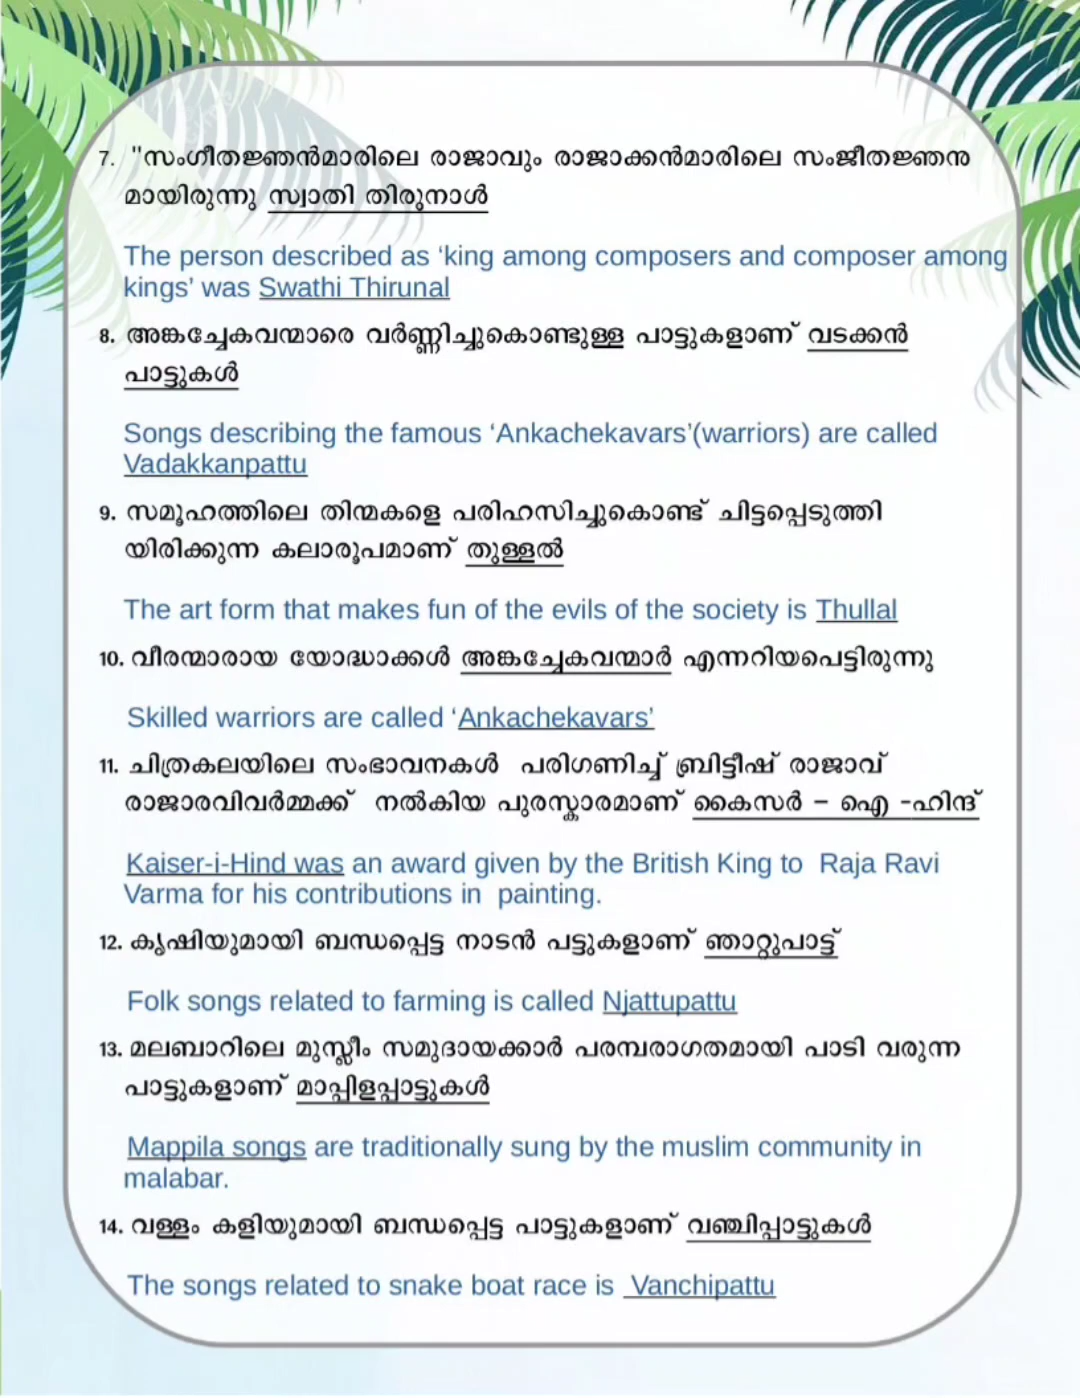 7. "സംഗീതജ്ഞൻമാരിലെ രാജാവും രാജാക്കൻമാരിലെ സംജീതജ്ഞനു
മായിരുന്നു സ്വാതി തിരുനാൾ
The person described as ‘king among composers and composer among
kings’ was Swathi Thirunal
8. അങ്കച്ചേകവന്മാരെ വർണ്ണിച്ചുകൊണ്ടുള്ള പാട്ടുകളാണ് വടക്കൻ
പാട്ടുകൾ
Songs describing the famous ‘Ankachekavars’(warriors) are called
Vadakkanpattu
9. സമൂഹത്തിലെ തിന്മകളെ പരിഹസിച്ചുകൊണ്ട് ചിട്ടപ്പെടുത്തി
യിരിക്കുന്ന കലാരൂപമാണ് തുള്ളൽ
The art form that makes fun of the evils of the society is Thullal
10. വീരന്മാരായ യോദ്ധാക്കൾ അങ്കച്ചേകവന്മാർ എന്നറിയപെട്ടിരുന്നു
Skilled warriors are called ‘Ankachekavars’
11. ചിത്രകലയിലെ സംഭാവനകൾ പരിഗണിച്ച് ബ്രിട്ടീഷ് രാജാവ്
രാജാരവിവർമ്മക്ക് നൽകിയ പുരസ്കാരമാണ് കൈസർ – ഐ -ഹിന്ദ്
Kaiser-i-Hind was an award given by the British King to Raja Ravi
Varma for his contributions in painting.
12. കൃഷിയുമായി ബന്ധപ്പെട്ട നാടൻ പട്ടുകളാണ് ഞാറ്റുപാട്ട്
Folk songs related to farming is called Njattupattu
13. മലബാറിലെ മുസ്ലീം സമുദായക്കാർ പരമ്പരാഗതമായി പാടി വരുന്ന
പാട്ടുകളാണ് മാപ്പിളപ്പാട്ടുകൾ
Mappila songs are traditionally sung by the muslim community in
malabar.
14. വള്ളം കളിയുമായി ബന്ധപ്പെട്ട പാട്ടുകളാണ് വഞ്ചിപ്പാട്ടുകൾ
The songs related to snake boat race is Vanchipattu